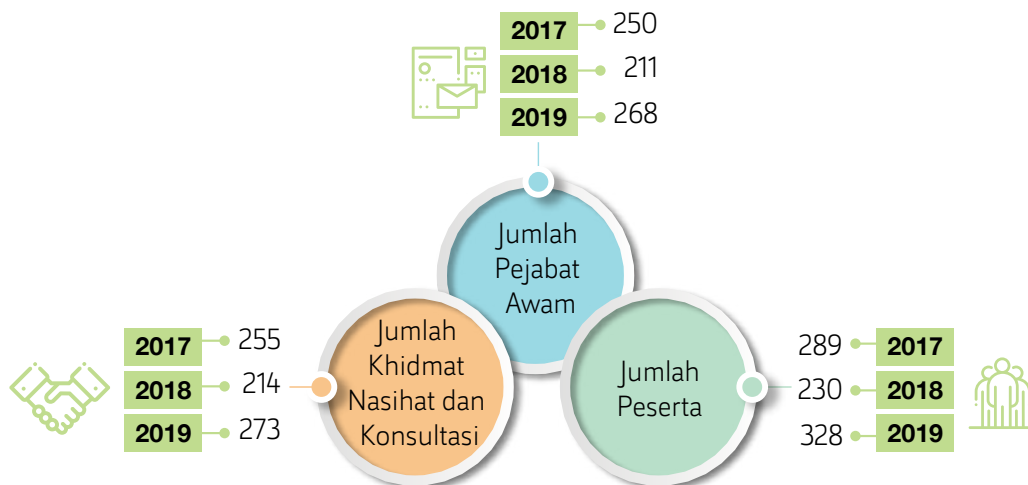 2017 250
2018 211
2019 268
Jumlah
Pejabat
Awam
2017 255
2018 214
2019 273
Jumlah
Khidmat
Nasihat dan
Konsultasi
Jumlah
Peserta
289 2017
230 2018
328 2019